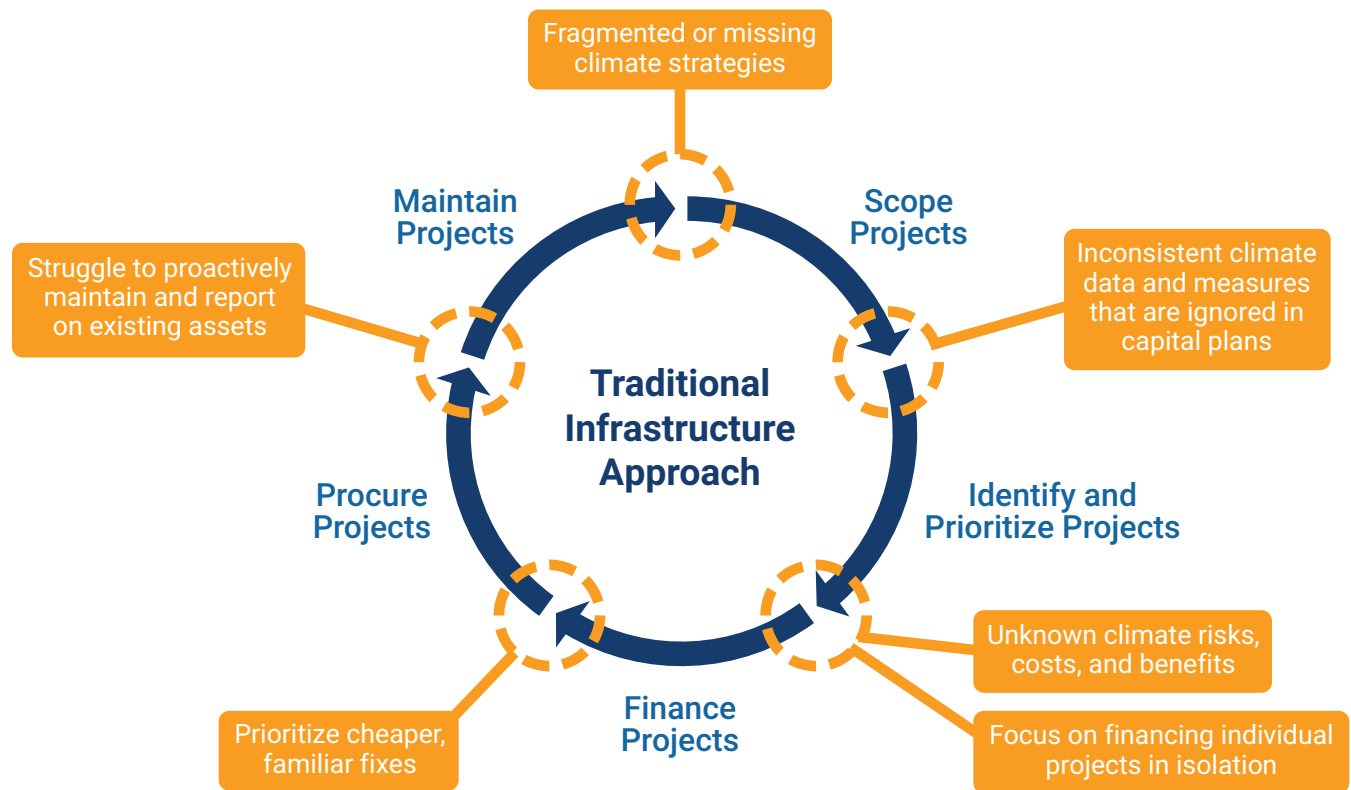 Fragmented or missing
climate strategies
Maintain
Projects
Scope
Projects
Struggle to proactively
maintain and report
on existing assets
Inconsistent climate
data and measures
that are ignored in
capital plans
Traditional
Infrastructure
Approach
Procure
Projects
Identify and
Prioritize Projects
Unknown climate risks,
costs, and benefits
Finance
Projects
Prioritize cheaper,
familiar fixes
Focus on financing individual
projects in isolation